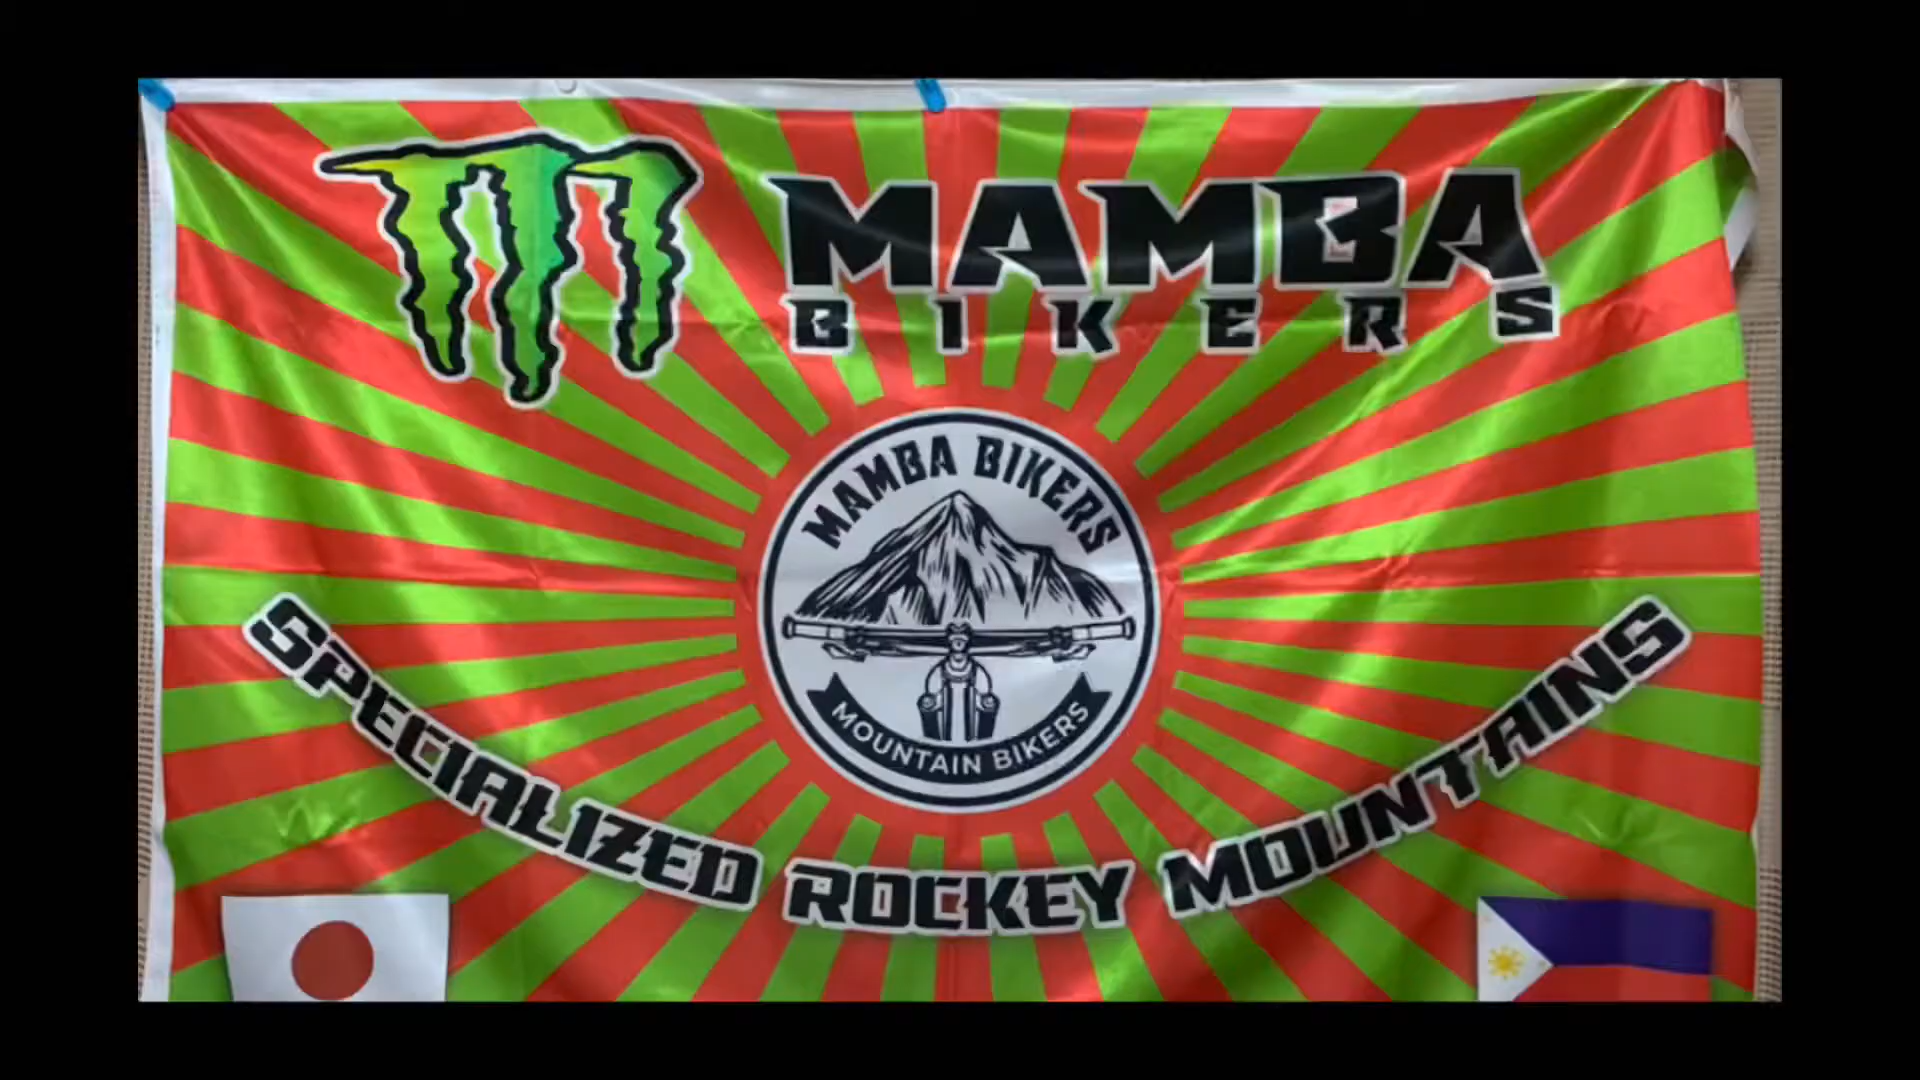 MAMBA
BIKERS
MAMBA BIKERS
MOUNTAIN BIKERS
SPECIALIZED ROCKEY MOUNTAINS